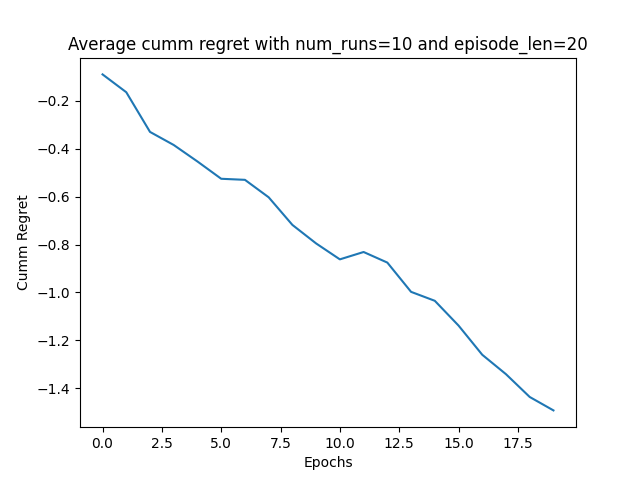 Average cumm regret with num_runs=10 and episode_len=20
−0.2
−0.4
−0.6
−0.8
−1.0
−1.2
−1.4
Cumm Regret
0.0 2.5 5.0 7.5 10.0 12.5 15.0 17.5
Epochs